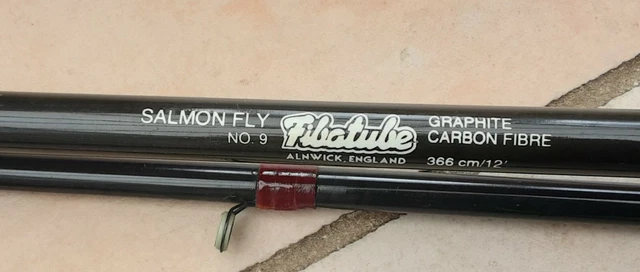 SALMON FLY
NO. 9
Fibatube
ALNWICK, ENGLAND
GRAPHITE
CARBON FIBRE
366 cm/12'